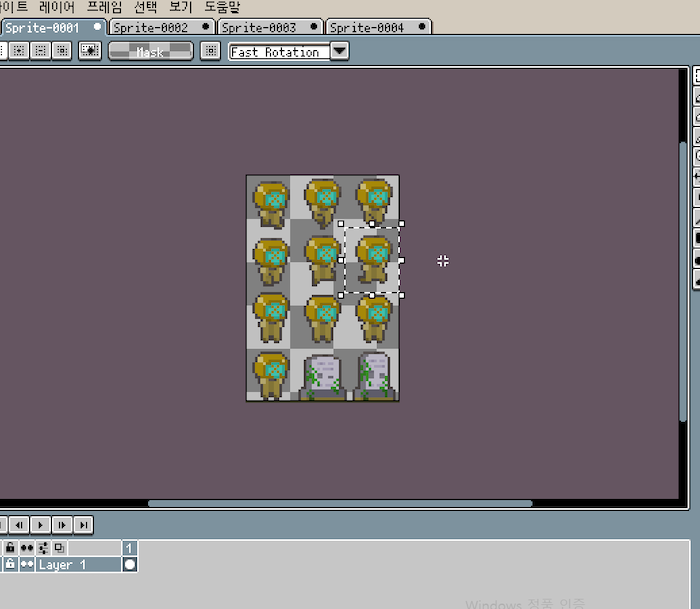 이트 레이어 프레임 선택 보기 도움말
Sprite-0001 Sprite-0002 Sprite-0003 Sprite-0004
Mask Fast Rotation
1
Layer 1
Windows 정품 인증